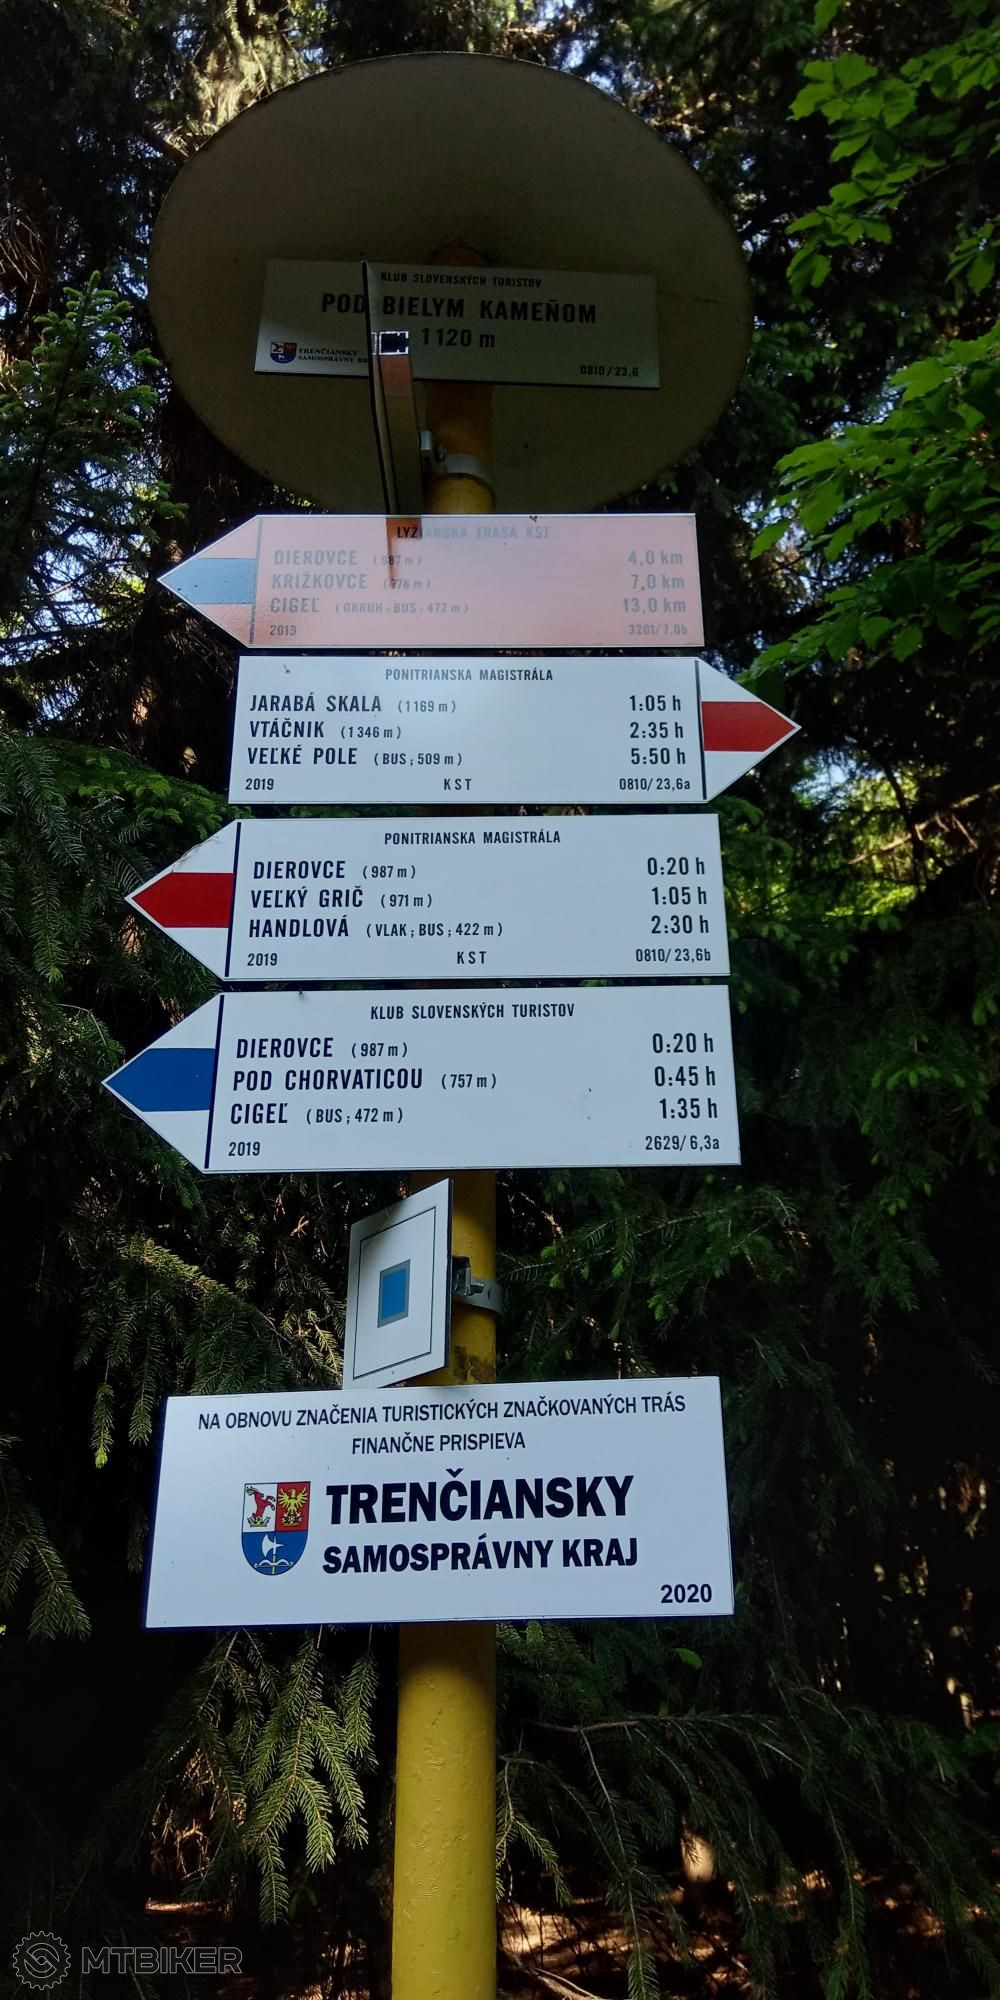 KLUB SLOVENSKÝCH TURISTOV
POD BIELYM KAMEŇOM
1120 m
TRENČIANSKY
SAMOSPRÁVNY
0810/23,6
LYŽIARSKA TRASA KST
DIEROVCE (987 m) 4,0 km
KRIŽKOVCE (778 m) 7,0 km
CIGEĽ (OKRUH ; BUS ; 472 m) 13,0 km
2019 3201/7,0b
PONITRIANSKA MAGISTRÁLA
JARABÁ SKALA (1169 m) 1:05 h
VTÁČNIK (1346 m) 2:35 h
VEĽKÉ POLE (BUS ; 509 m) 5:50 h
2019 KST 0810/23,6a
PONITRIANSKA MAGISTRÁLA
DIEROVCE (987 m) 0:20 h
VEĽKÝ GRIČ (971 m) 1:05 h
HANDLOVÁ (VLAK ; BUS ; 422 m) 2:30 h
2019 KST 0810/23,6b
KLUB SLOVENSKÝCH TURISTOV
DIEROVCE (987 m) 0:20 h
POD CHORVATICOU (757 m) 0:45 h
CIGEĽ (BUS ; 472 m) 1:35 h
2019 2629/6,3a
NA OBNOVU ZNAČENIA TURISTICKÝCH ZNAČKOVANÝCH TRÁS
FINANČNE PRISPIEVA
TRENČIANSKY
SAMOSPRÁVNY KRAJ
2020
MTBIKER